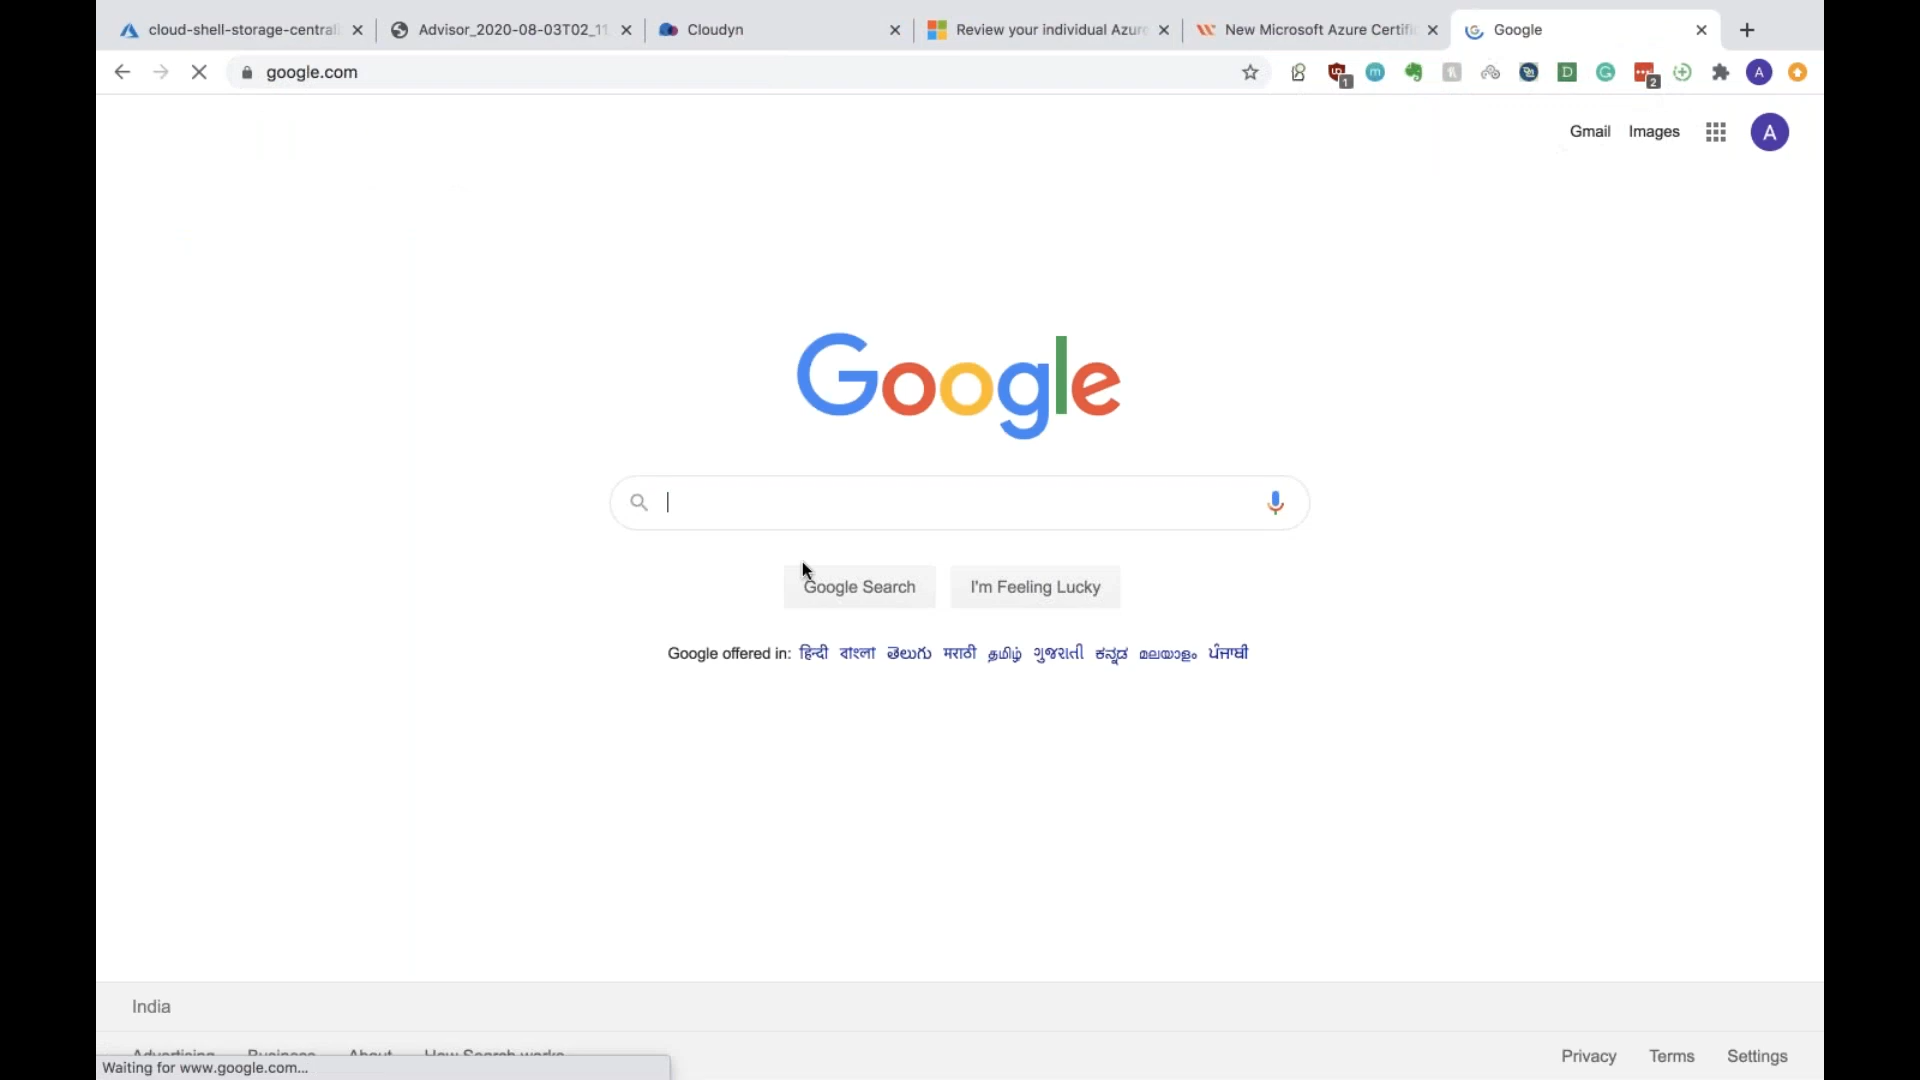 cloud-shell-storage-central
Advisor_2020-08-03T02_11
Cloudyn
Review your individual Azure
New Microsoft Azure Certific
Google
google.com
1
m
D
2
A
Gmail
Images
A
Google
Google Search
I'm Feeling Lucky
Google offered in: हिन्दी বাংলা తెలుగు मराठी தமிழ் ગુજરાતી ಕನ್ನಡ മലയാളം ਪੰਜਾਬੀ
India
Advertising Business About How Search works
Privacy Terms Settings
Waiting for www.google.com...